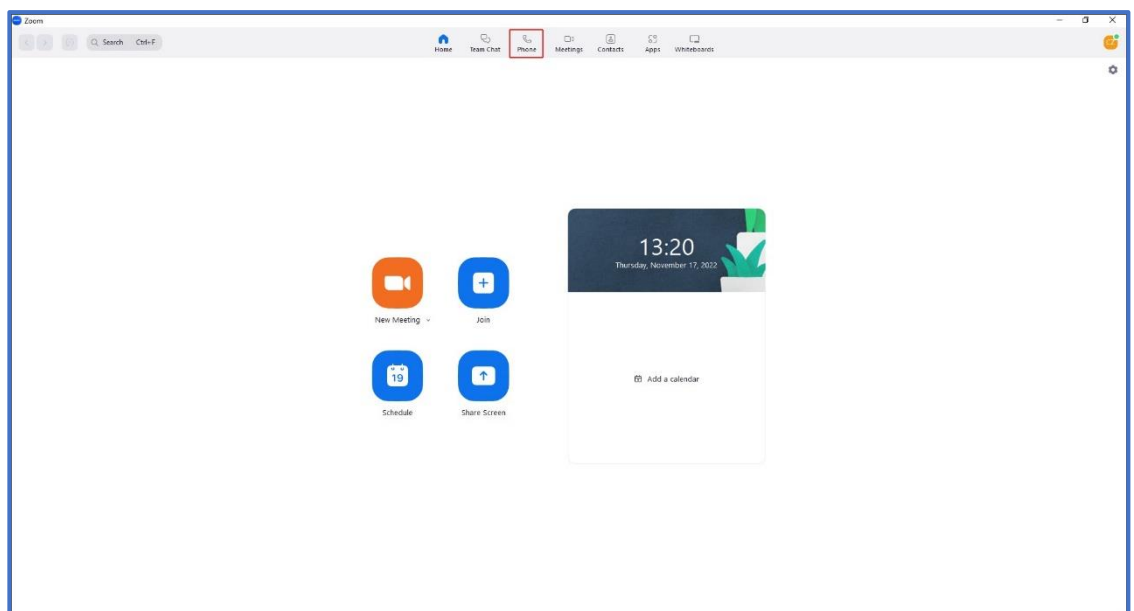 Zoom
Search Ctrl+F
Home Team Chat Phone Meetings Contacts Apps Whiteboards
13:20
Thursday, November 17, 2022
New Meeting
Join
19
Schedule
Share Screen
Add a calendar